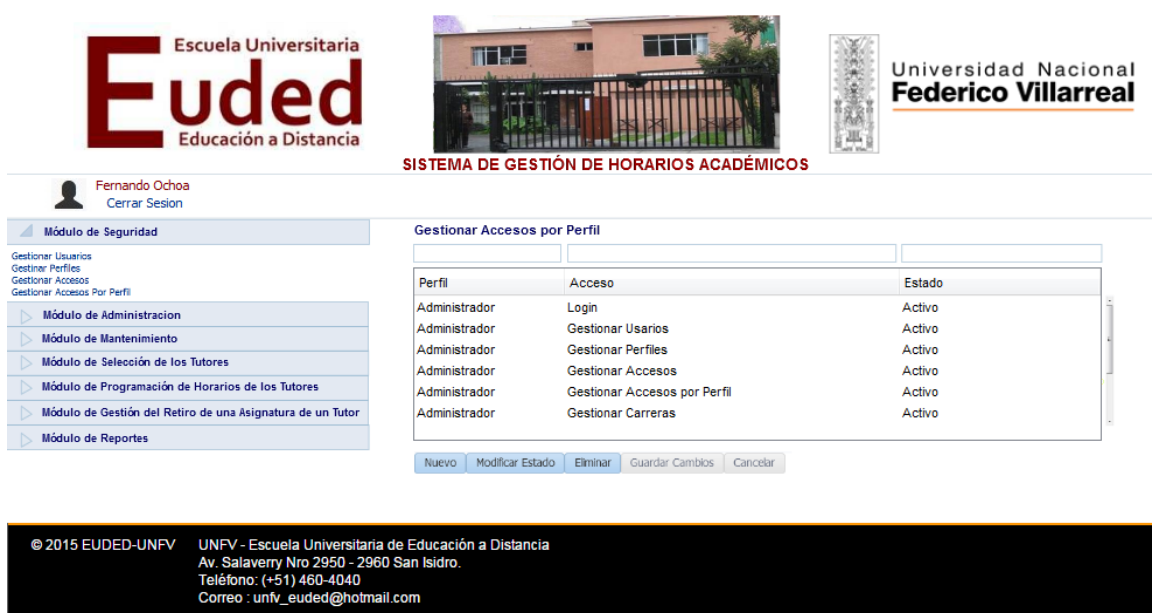 Escuela Universitaria
Euded
Educación a Distancia
Universidad Nacional
Federico Villarreal
SISTEMA DE GESTIÓN DE HORARIOS ACADÉMICOS
Fernando Ochoa
Cerrar Sesion
Módulo de Seguridad
Gestionar Usuarios
Gestinar Perfiles
Gestionar Accesos
Gestionar Accesos Por Perfil
Módulo de Administracion
Módulo de Mantenimiento
Módulo de Selección de los Tutores
Módulo de Programación de Horarios de los Tutores
Módulo de Gestión del Retiro de una Asignatura de un Tutor
Módulo de Reportes
Gestionar Accesos por Perfil
Perfil Acceso Estado
Administrador Login Activo
Administrador Gestionar Usarios Activo
Administrador Gestionar Perfiles Activo
Administrador Gestionar Accesos Activo
Administrador Gestionar Accesos por Perfil Activo
Administrador Gestionar Carreras Activo
Nuevo Modificar Estado Eliminar Guardar Cambios Cancelar
© 2015 EUDED-UNFV UNFV - Escuela Universitaria de Educación a Distancia
Av. Salaverry Nro 2950 - 2960 San Isidro.
Teléfono: (+51) 460-4040
Correo : unfv_euded@hotmail.com